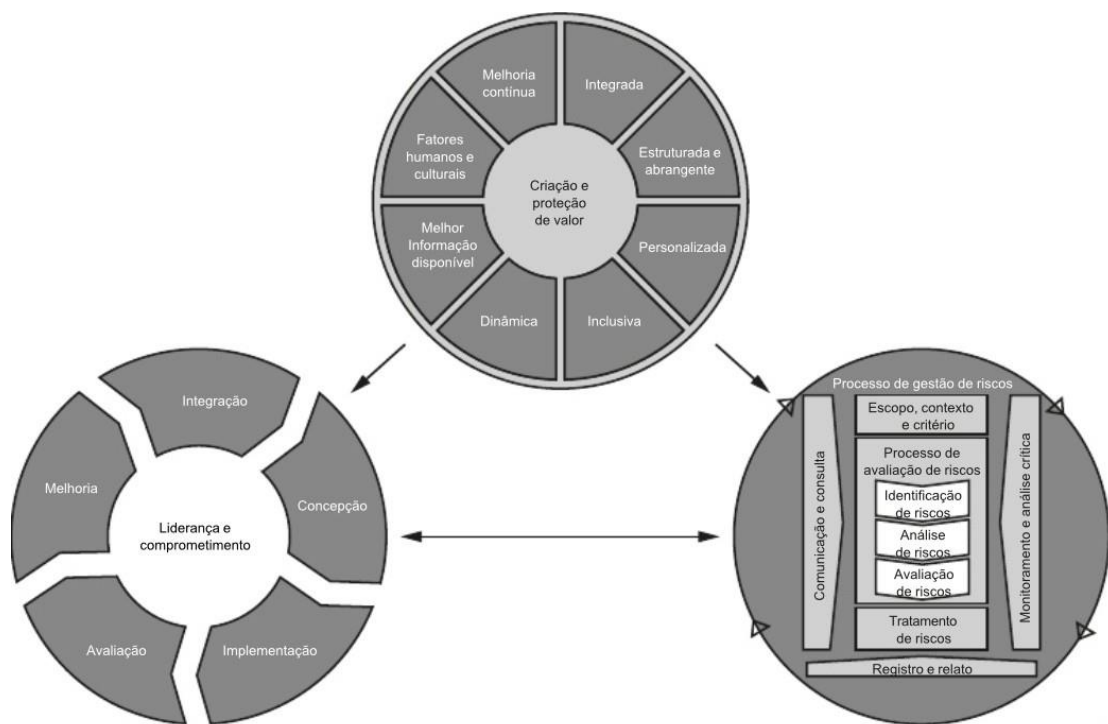 Melhoria
contínua
Integrada
Fatores
humanos e
culturais
Estruturada e
abrangente
Criação e
proteção
de valor
Melhor
Informação
disponível
Personalizada
Dinâmica
Inclusiva
Integração
Melhoria
Concepção
Liderança e
comprometimento
Avaliação
Implementação
Processo de gestão de riscos
Escopo, contexto
e critério
Processo de
avaliação de riscos
Identificação
de riscos
Análise
de riscos
Avaliação
de riscos
Tratamento
de riscos
Comunicação e consulta
Monitoramento e análise crítica
Registro e relato